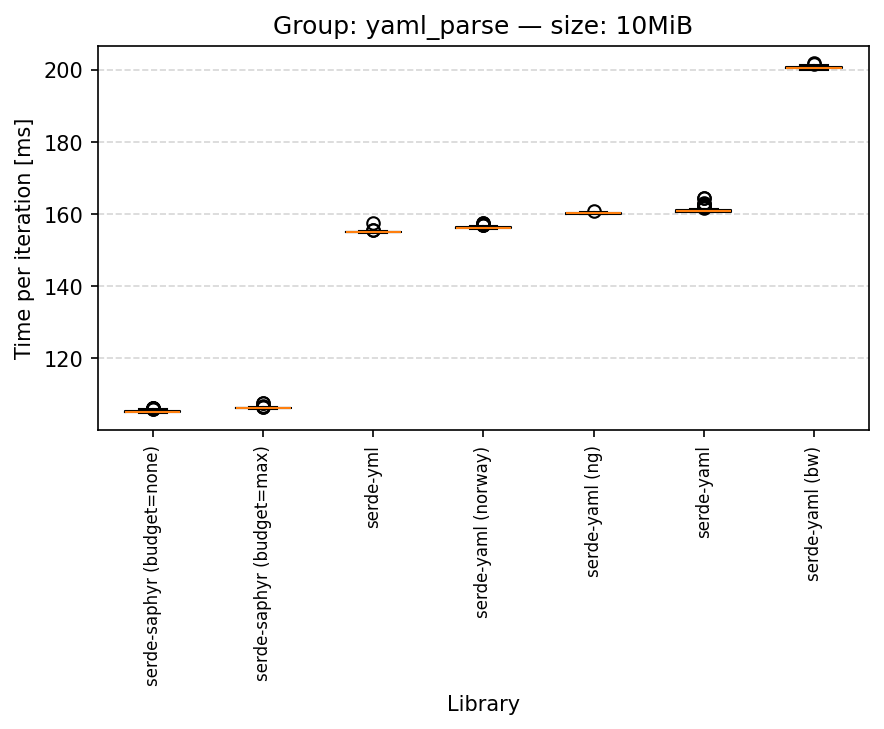 Group: yaml_parse — size: 10MiB
Time per iteration [ms]
200
180
160
140
120
serde-saphyr (budget=none)
serde-saphyr (budget=max)
serde-yml
serde-yaml (norway)
serde-yaml (ng)
serde-yaml
serde-yaml (bw)
Library